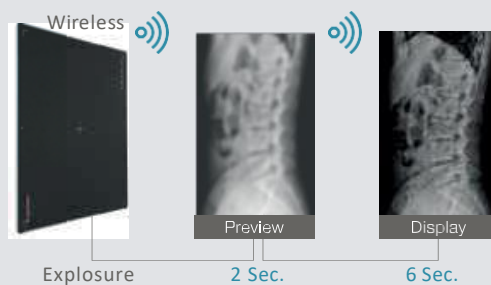 Wireless
Preview
Display
Explosure
2 Sec.
6 Sec.